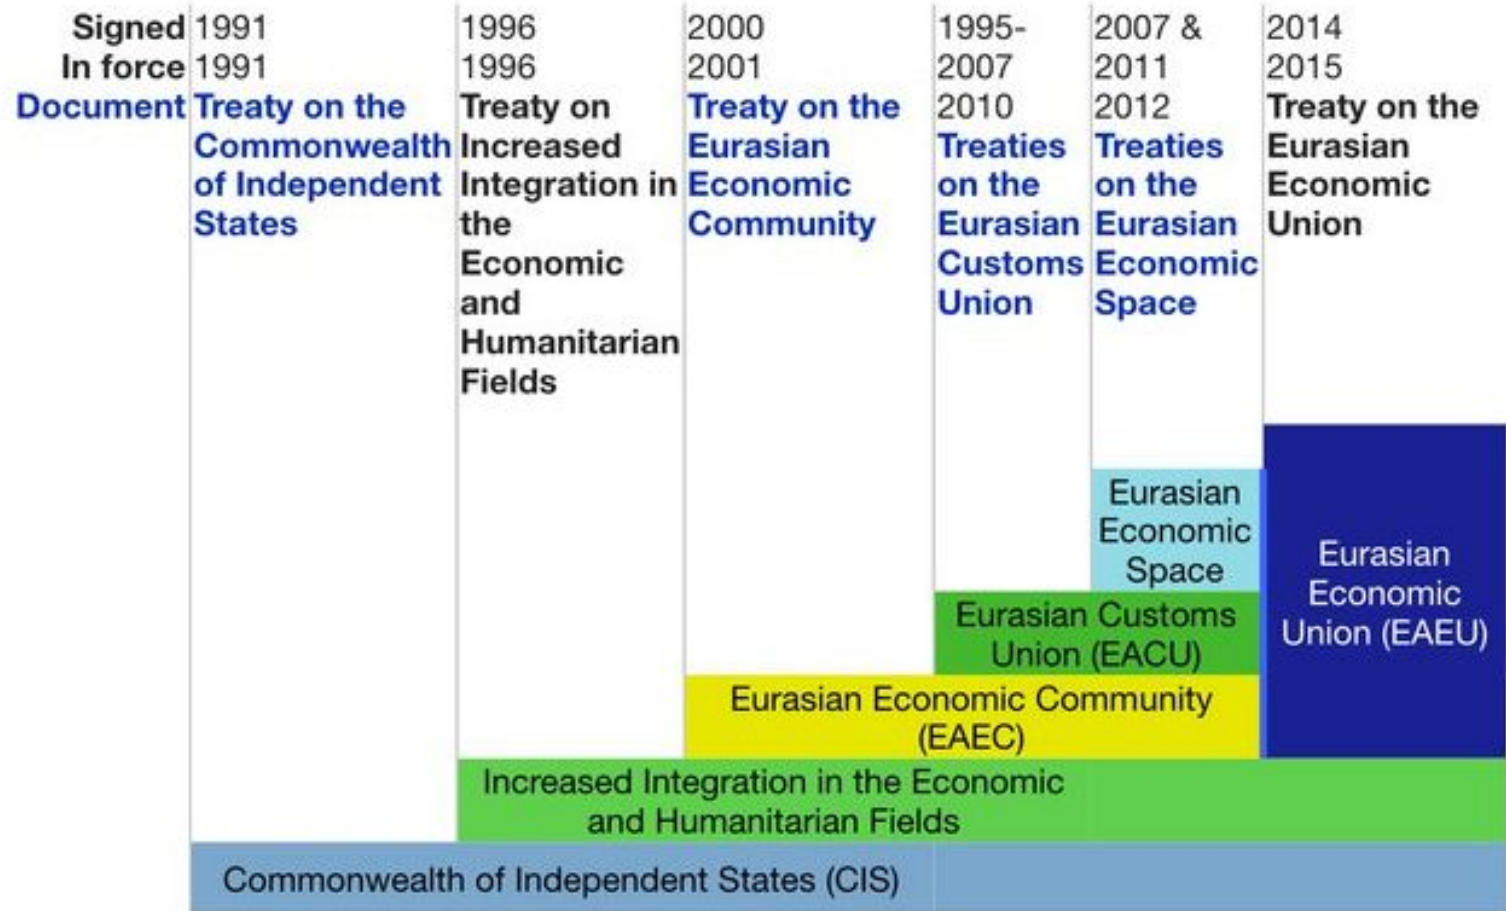 Signed 1991 1996 2000 1995- 2007 & 2014
In force 1991 1996 2001 2007 2011 2015
Document Treaty on the Treaty on Treaty on the 2010 2012 Treaty on the
Commonwealth Increased Eurasian Treaties Treaties Eurasian
of Independent Integration in Economic on the on the Economic
States the Community Eurasian Eurasian Union
Economic Customs Economic
and Union Space
Humanitarian
Fields
Eurasian
Economic
Space
Eurasian
Economic
Union (EAEU)
Eurasian Customs
Union (EACU)
Eurasian Economic Community
(EAEC)
Increased Integration in the Economic
and Humanitarian Fields
Commonwealth of Independent States (CIS)